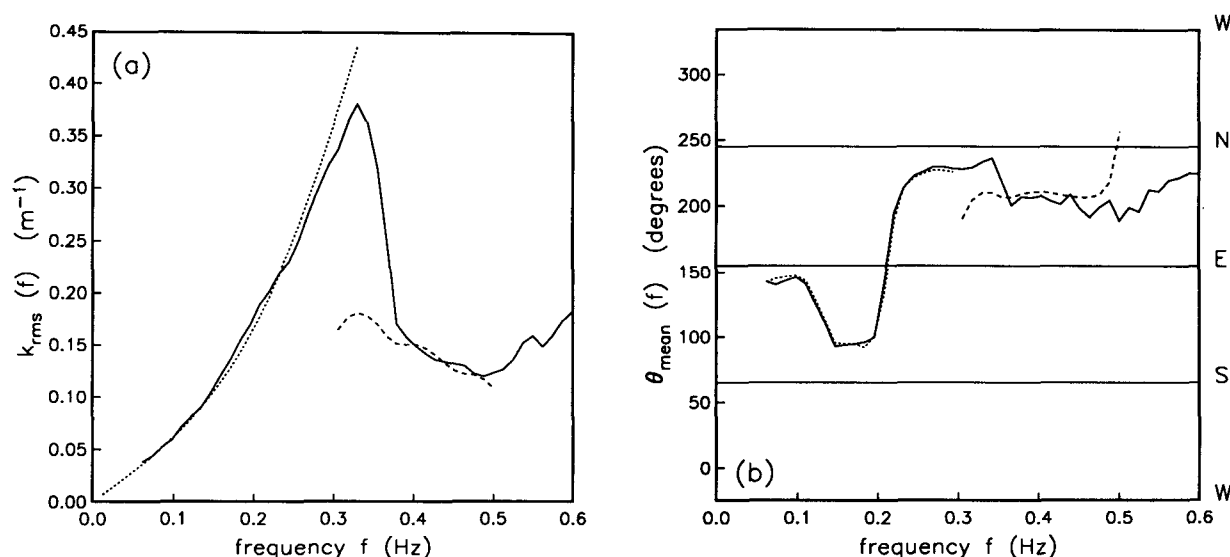 (a)
0.45
0.40
0.35
0.30
0.25
0.20
0.15
0.10
0.05
0.00
k_rms (f) (m⁻¹)
0.0 0.1 0.2 0.3 0.4 0.5 0.6
frequency f (Hz)
(b)
300
250
200
150
100
50
0
θ_mean (f) (degrees)
0.0 0.1 0.2 0.3 0.4 0.5 0.6
frequency f (Hz)
W
N
E
S
W